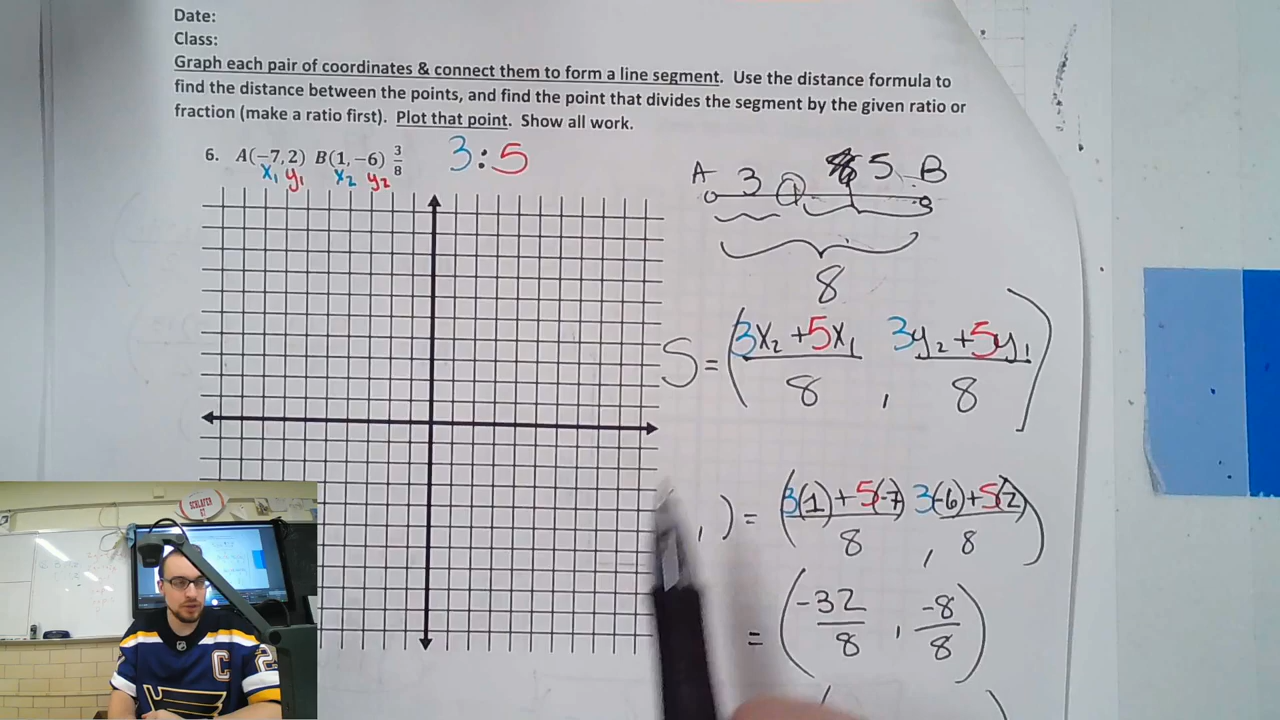 Date:
Class:
Graph each pair of coordinates & connect them to form a line segment. Use the distance formula to
find the distance between the points, and find the point that divides the segment by the given ratio or
fraction (make a ratio first). Plot that point. Show all work.
6. A(−7,2) B(1,−6) 3/8 3:5
x₁ y₁ x₂ y₂
A 3 5 B
8
S = (3x₂+5x₁/8 , 3y₂+5y₁/8)
, ) = (3(1)+5(-7)/8 , 3(-6)+5(2)/8)
= (-32/8 , -8/8)
C
2